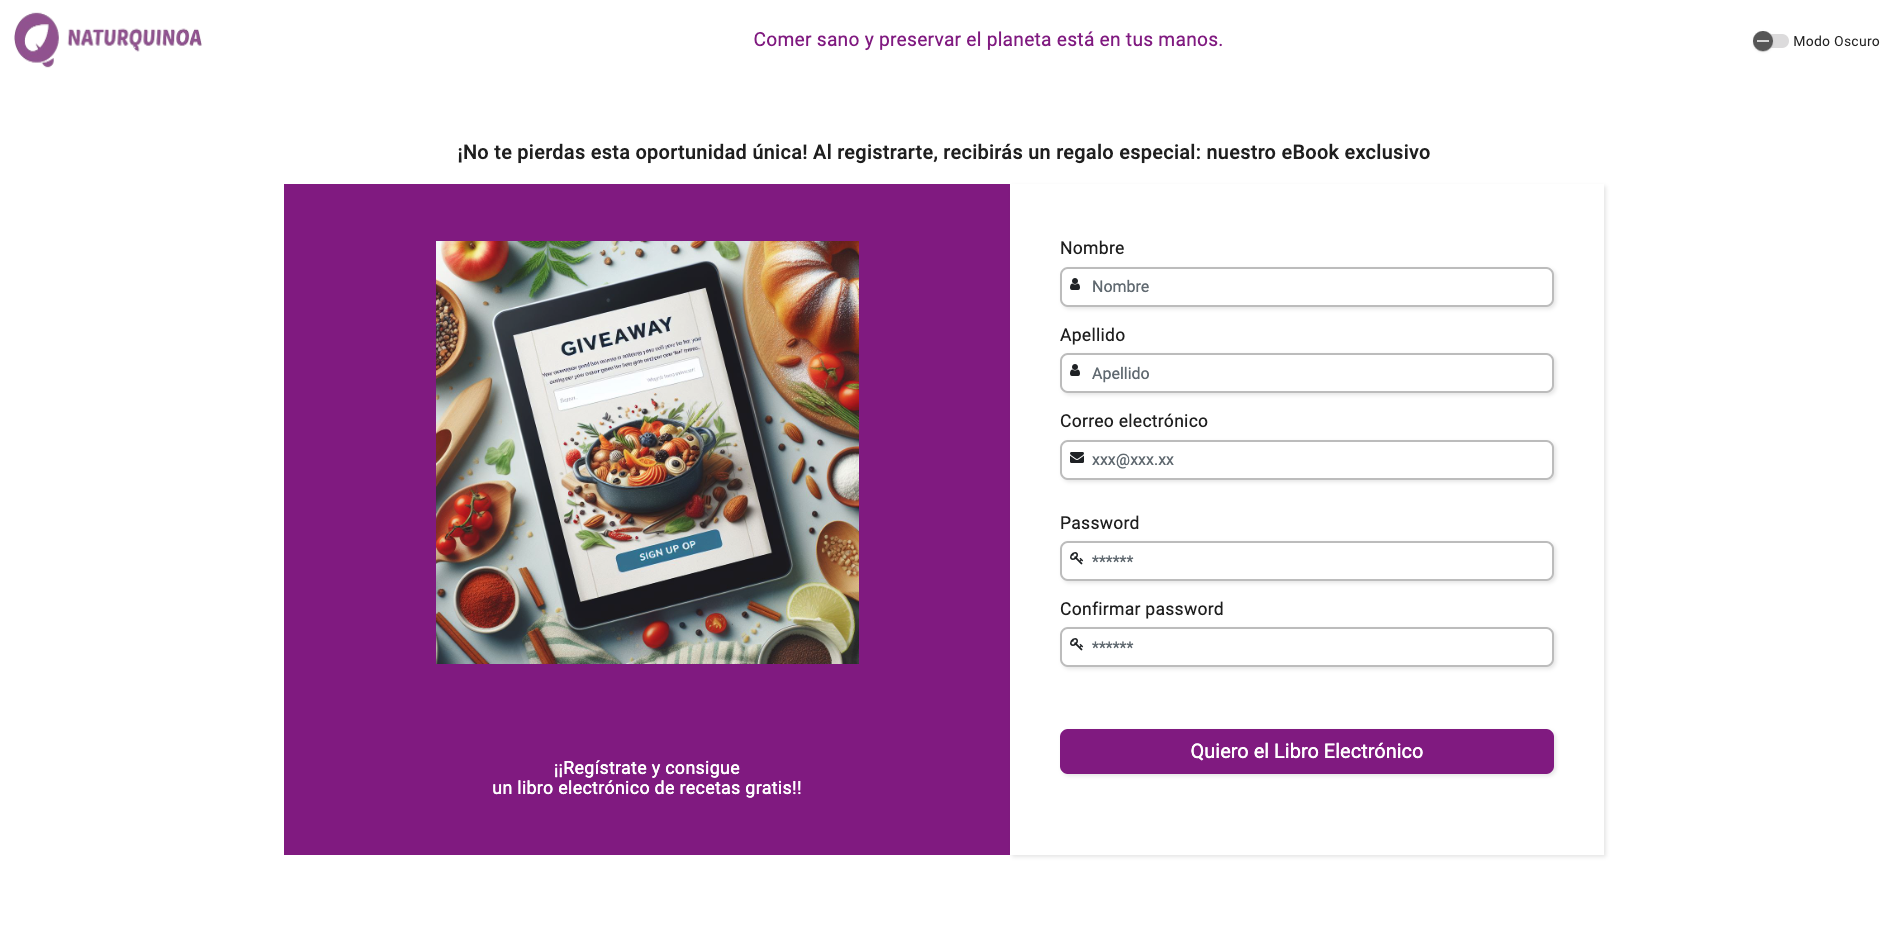 NATURQUINOA
Comer sano y preservar el planeta está en tus manos.
Modo Oscuro
¡No te pierdas esta oportunidad única! Al registrarte, recibirás un regalo especial: nuestro eBook exclusivo
GIVEAWAY
SIGN UP OP
¡¡Regístrate y consigue
un libro electrónico de recetas gratis!!
Nombre
Nombre
Apellido
Apellido
Correo electrónico
xxx@xxx.xx
Password
******
Confirmar password
******
Quiero el Libro Electrónico